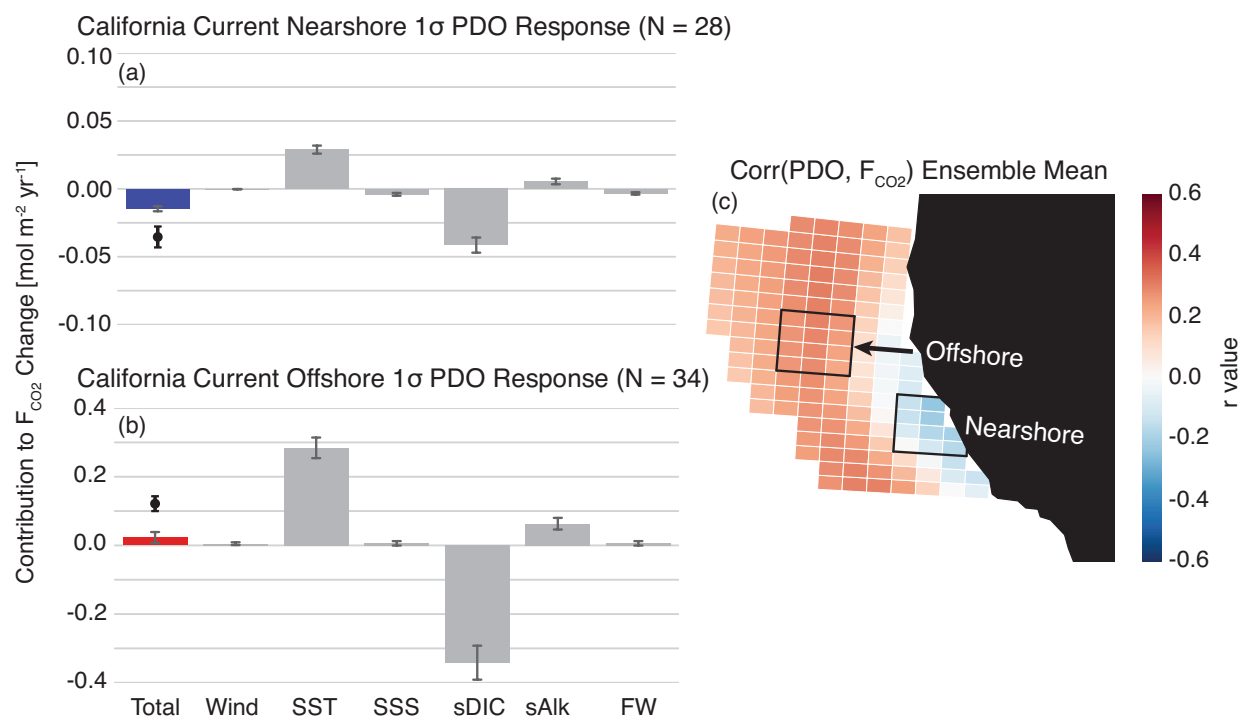 California Current Nearshore 1σ PDO Response (N = 28)
(a)
0.10
0.05
0.00
-0.05
-0.10
Contribution to F_CO2 Change [mol m⁻² yr⁻¹]
California Current Offshore 1σ PDO Response (N = 34)
(b)
0.4
0.2
0.0
-0.2
-0.4
Total Wind SST SSS sDIC sAlk FW
Corr(PDO, F_CO2) Ensemble Mean
(c)
Offshore
Nearshore
0.6
0.4
0.2
0.0
-0.2
-0.4
-0.6
r value